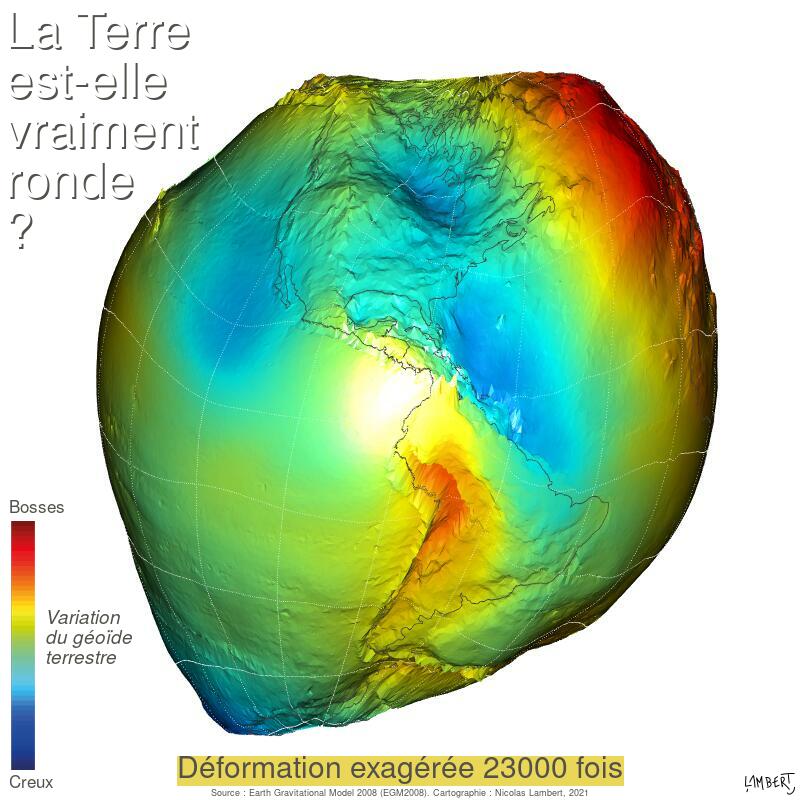 La Terre
est-elle
vraiment
ronde
?
Bosses
Variation
du géoïde
terrestre
Creux
Déformation exagérée 23000 fois
Source : Earth Gravitational Model 2008 (EGM2008). Cartographie : Nicolas Lambert, 2021
LAMBERT